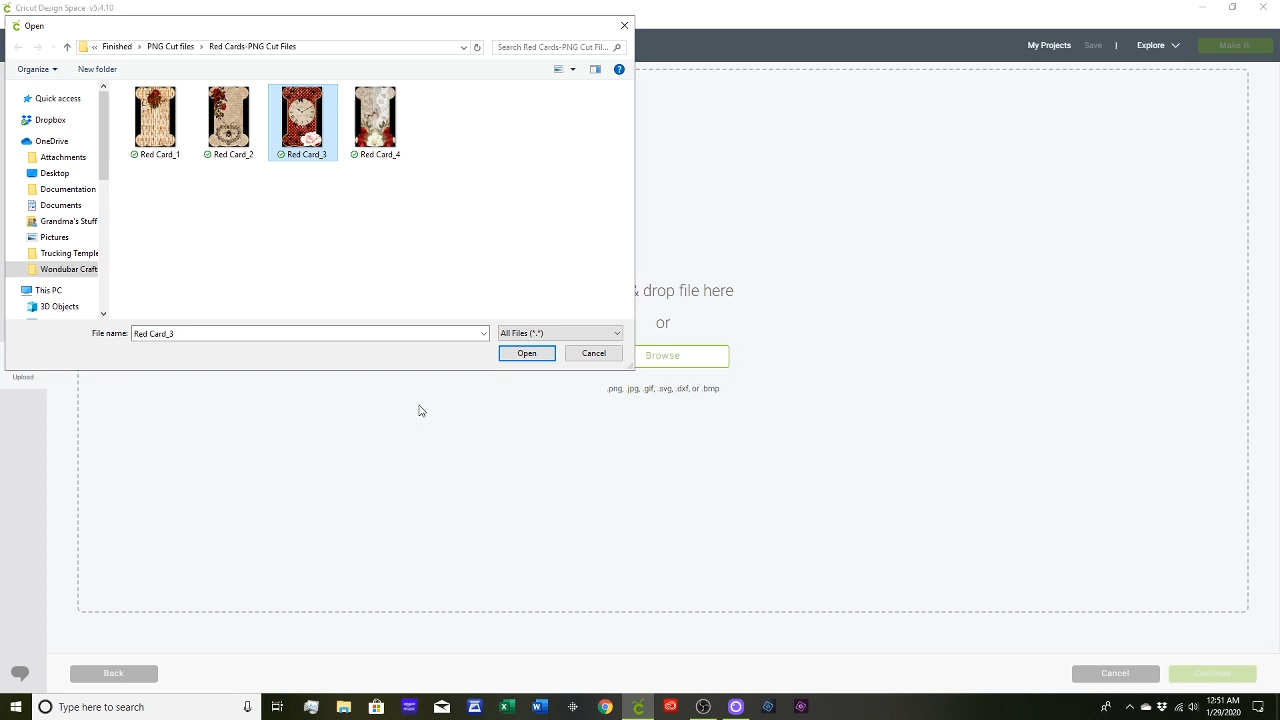 Cricut Design Space v5.4.10
Open
Finished
PNG Cut files
Red Cards-PNG Cut Files
Search Red Cards-PNG Cut Fil...
My Projects
Save
|
Explore
Make It
Organize
New folder
Quick access
Dropbox
OneDrive
Attachments
Desktop
Documentation
Documents
Grandma's Stuff
Pictures
Trucking Temple
Wondubar Craft
This PC
3D Objects
Red Card_1
Red Card_2
Red Card_3
Red Card_4
& drop file here
or
File name:
Red Card_3
All Files (*.*)
Open
Cancel
Browse
Upload
.png, .jpg, .gif, .svg, .dxf, or .bmp
Back
Cancel
Continue
Type here to search
12:51 AM
1/29/2020